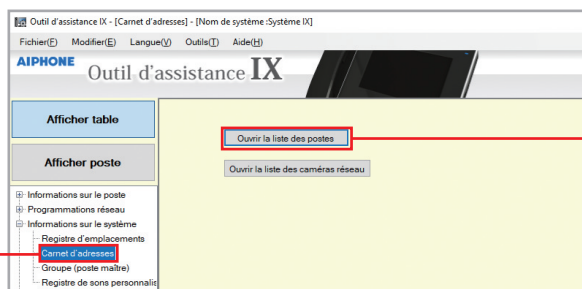 Outil d'assistance IX - [Carnet d'adresses] - [Nom de système :Système IX]
Fichier(F) Modifier(E) Langue(V) Outils(T) Aide(H)
AIPHONE
Outil d'assistance IX
Afficher table
Afficher poste
Ouvrir la liste des postes
Ouvrir la liste des caméras réseau
Informations sur le poste
Programmations réseau
Informations sur le système
Registre d'emplacements
Carnet d'adresses
Groupe (poste maître)
Registre de sons personnalis